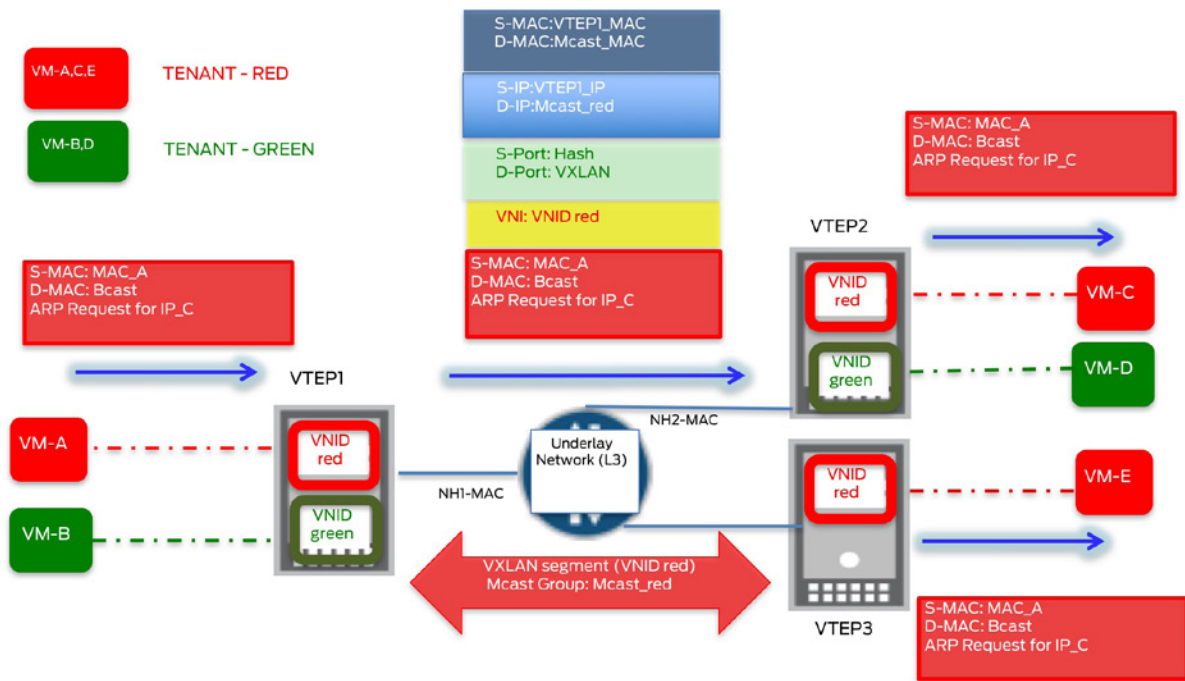 VM-A,C,E
TENANT - RED
VM-B,D
TENANT - GREEN
S-MAC:VTEP1_MAC
D-MAC:Mcast_MAC
S-IP:VTEP1_IP
D-IP:Mcast_red
S-Port: Hash
D-Port: VXLAN
VNI: VNID red
S-MAC: MAC_A
D-MAC: Bcast
ARP Request for IP_C
S-MAC: MAC_A
D-MAC: Bcast
ARP Request for IP_C
S-MAC: MAC_A
D-MAC: Bcast
ARP Request for IP_C
VTEP1
VM-A
VNID
red
VM-B
VNID
green
NH1-MAC
Underlay
Network (L3)
NH2-MAC
VTEP2
VNID
red
VM-C
VNID
green
VM-D
VNID
red
VM-E
VTEP3
VXLAN segment (VNID red)
Mcast Group: Mcast_red
S-MAC: MAC_A
D-MAC: Bcast
ARP Request for IP_C